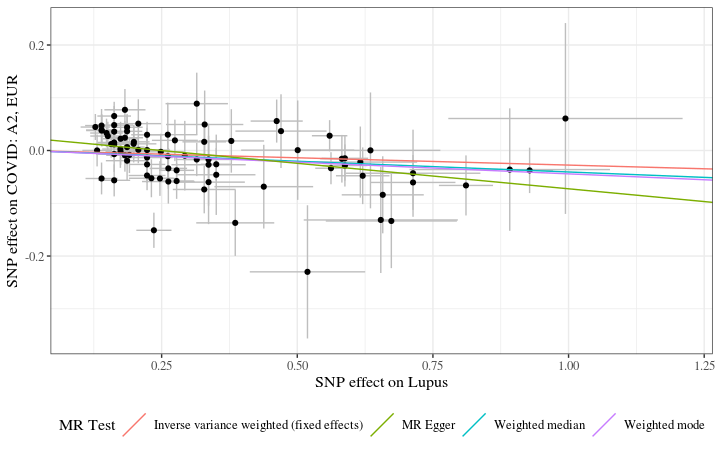 SNP effect on COVID: A2, EUR
0.2
0.0
-0.2
0.25
0.50
0.75
1.00
1.25
SNP effect on Lupus
MR Test
Inverse variance weighted (fixed effects)
MR Egger
Weighted median
Weighted mode